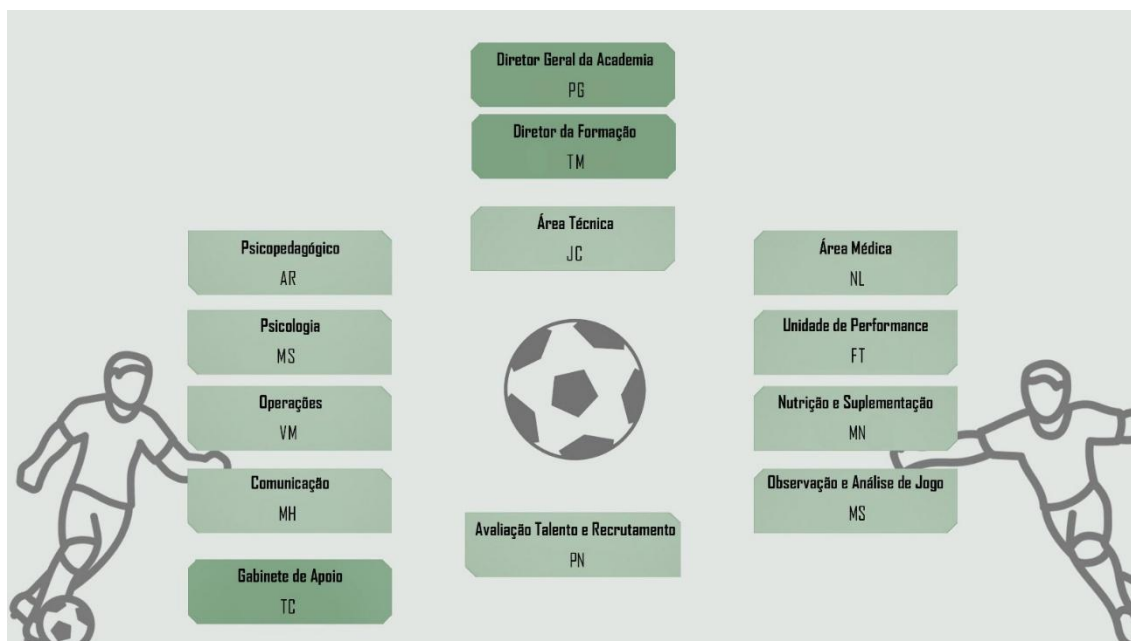 Diretor Geral da Academia
PG
Diretor da Formação
TM
Área Técnica
JC
Psicopedagógico
AR
Psicologia
MS
Operações
VM
Comunicação
MH
Gabinete de Apoio
TC
Área Médica
NL
Unidade de Performance
FT
Nutrição e Suplementação
MN
Observação e Análise de Jogo
MS
Avaliação Talento e Recrutamento
PN